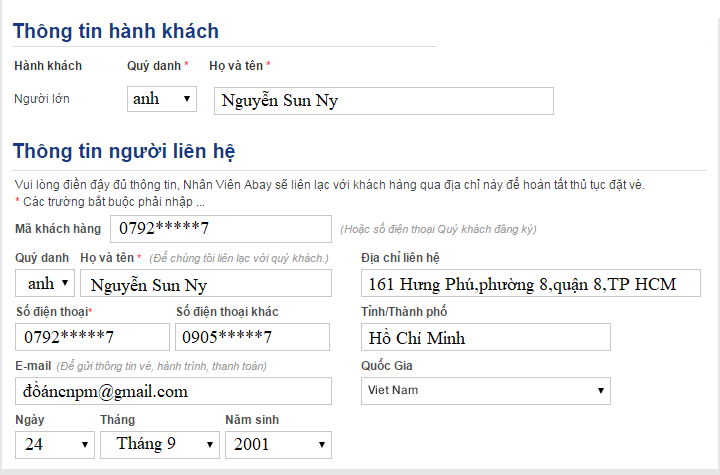 Thông tin hành khách
Hành khách Quý danh * Họ và tên *
Người lớn anh Nguyễn Sun Ny
Thông tin người liên hệ
Vui lòng điền đậy đủ thông tin, Nhân Viên Abay sẽ liên lạc với khách hàng qua địa chỉ này để hoàn tất thủ tục đặt vé.
* Các trường bắt buộc phải nhập ...
Mã khách hàng 0792*****7 (Hoặc số điện thoại Quý khách đăng ký)
Quý danh Họ và tên * (Để chúng tôi liên lạc với quý khách.) Địa chỉ liên hệ
anh Nguyễn Sun Ny 161 Hưng Phú,phường 8,quận 8,TP HCM
Số điện thoại* Số điện thoại khác Tỉnh/Thành phố
0792*****7 0905*****7 Hồ Chí Minh
E-mail (Để gửi thông tin vé, hành trình, thanh toán) Quốc Gia
đồáncnpm@gmail.com Viet Nam
Ngày Tháng Năm sinh
24 Tháng 9 2001